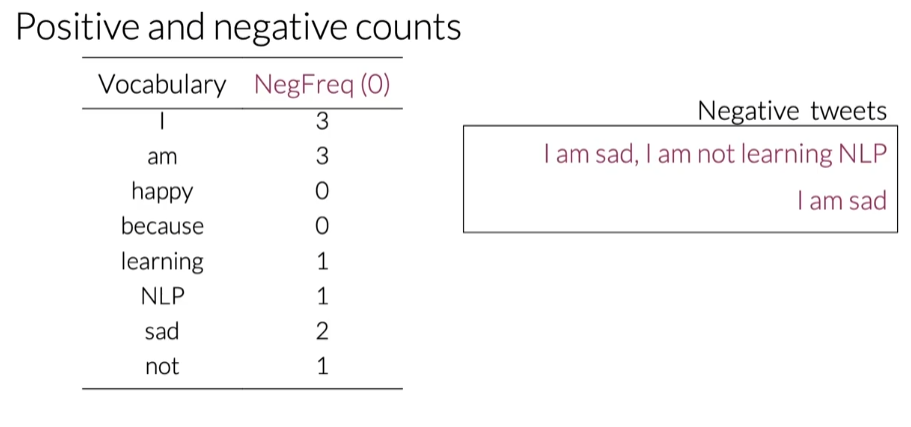 Positive and negative counts
Vocabulary NegFreq (0)
I 3
am 3
happy 0
because 0
learning 1
NLP 1
sad 2
not 1
Negative tweets
I am sad, I am not learning NLP
I am sad